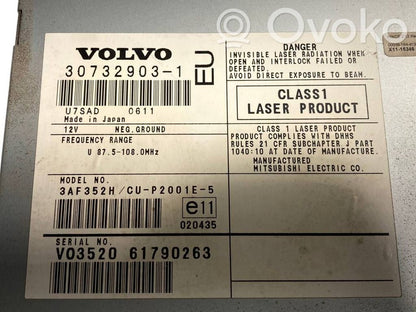 Ovoko
VOLVO
30732903-1
EU
U7SAD 0611
Made in Japan
12V NEG.GROUND
FREQUENCY RANGE
U 87.5-108.0MHz
MODEL NO.
3AF352H/CU-P2001E-5
e11
020435
SERIAL NO.
VO3520 61790263
DANGER
INVISIBLE LASER RADIATION WHEN
OPEN AND INTERLOCK FAILED OR
DEFEATED
AVOID DIRECT EXPOSURE TO BEAM.
CLASS1
LASER PRODUCT
CLASS 1 LASER PRODUCT
PRODUCT COMPLIES WITH DHHS
RULES 21 CFR SUBCHAPTER J PART
1040:10 AT DATE OF MANUFACTURE.
MANUFACTURED
MITSUBISHI ELECTRIC CO.